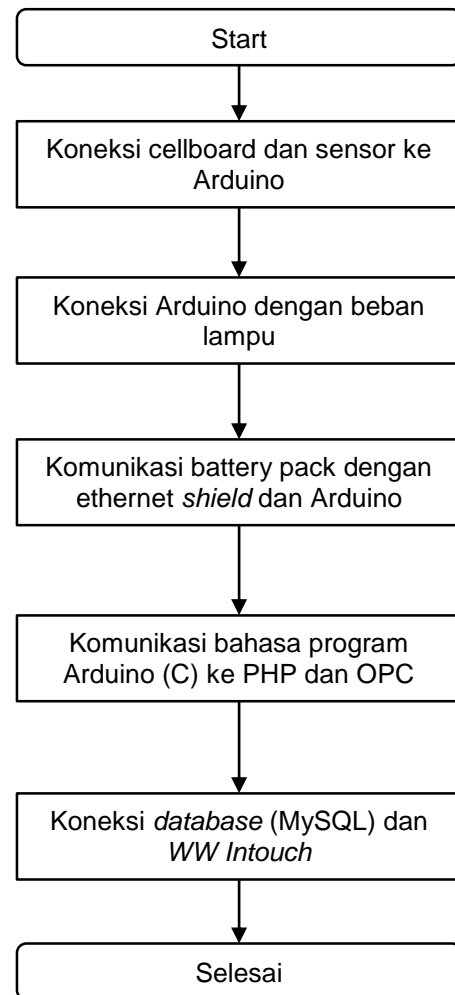 Start
Koneksi cellboard dan sensor ke
Arduino
Koneksi Arduino dengan beban
lampu
Komunikasi battery pack dengan
ethernet shield dan Arduino
Komunikasi bahasa program
Arduino (C) ke PHP dan OPC
Koneksi database (MySQL) dan
WW Intouch
Selesai